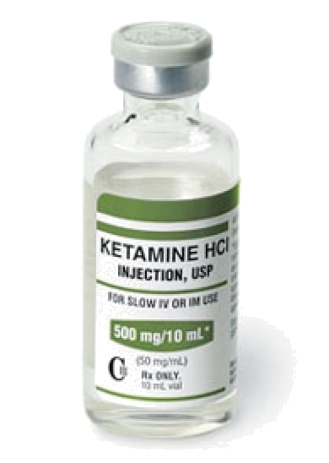 KETAMINE HCl
INJECTION, USP
FOR SLOW IV OR IM USE
500 mg/10 mL*
(50 mg/mL)
CIII
Rx ONLY.
10 mL vial